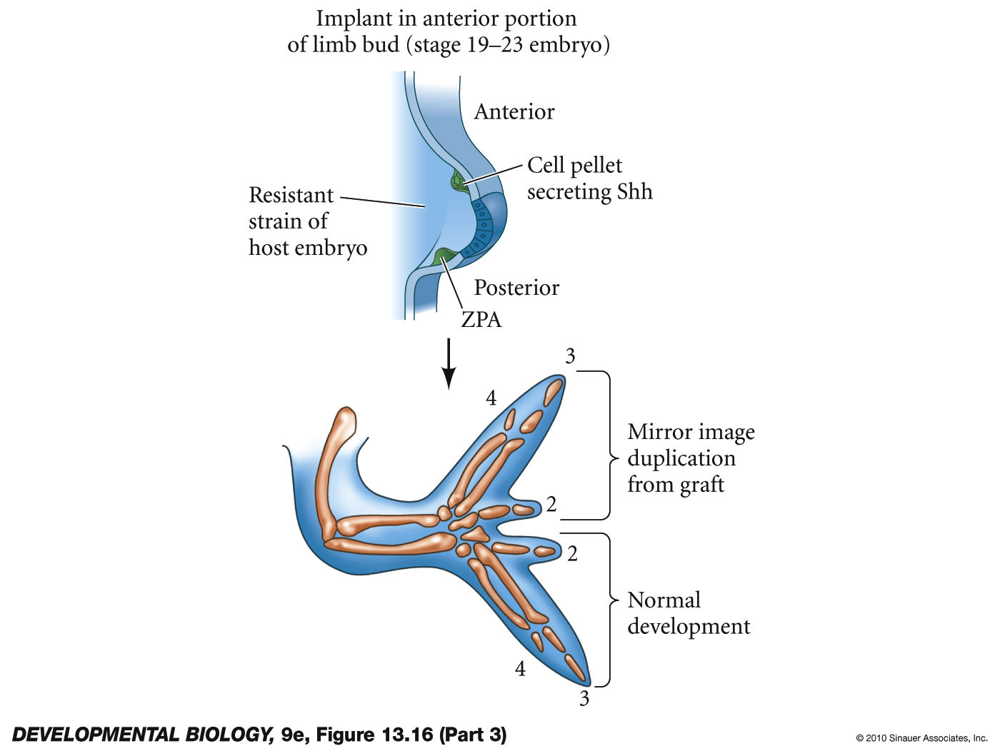 Implant in anterior portion
of limb bud (stage 19–23 embryo)
Anterior
Cell pellet
secreting Shh
Resistant
strain of
host embryo
Posterior
ZPA
3
4
Mirror image
duplication
from graft
2
2
Normal
development
4
3
DEVELOPMENTAL BIOLOGY, 9e, Figure 13.16 (Part 3)
© 2010 Sinauer Associates, Inc.